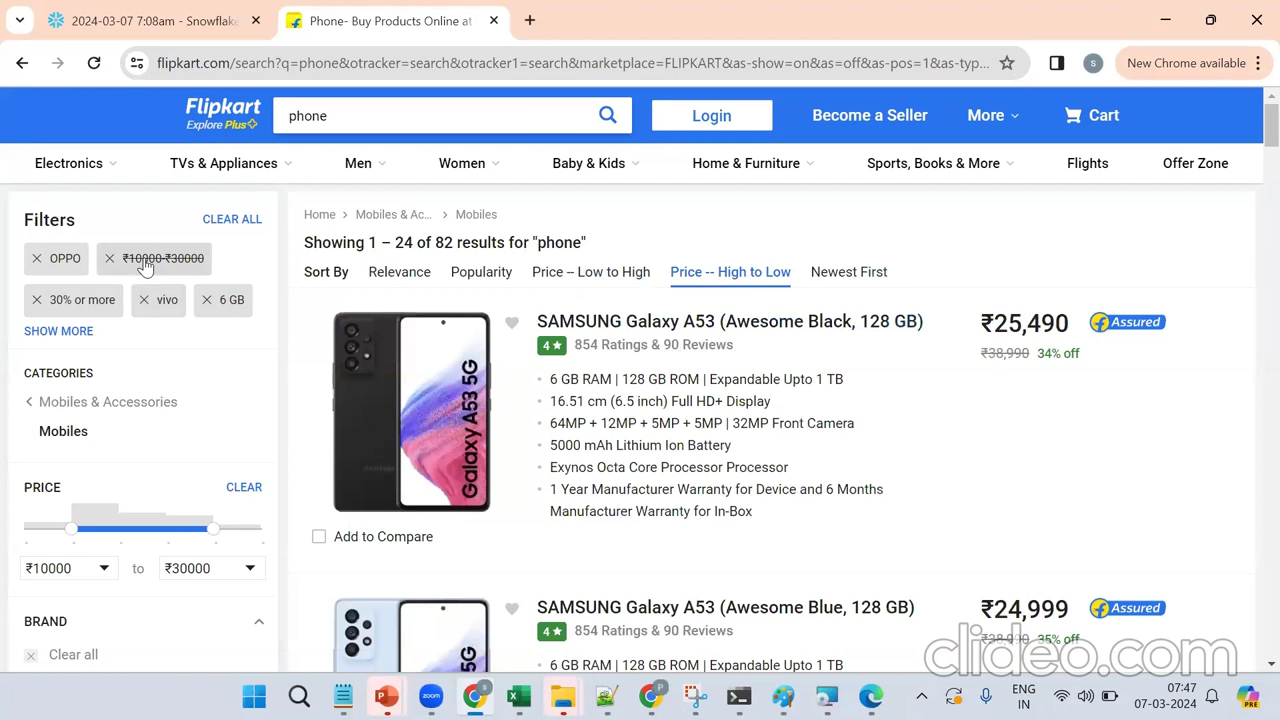 2024-03-07 7:08am - Snowflake
Phone- Buy Products Online at
flipkart.com/search?q=phone&otracker=search&otracker1=search&marketplace=FLIPKART&as-show=on&as=off&as-pos=1&as-typ...
S
New Chrome available
Flipkart
Explore Plus
phone
Login
Become a Seller
More
Cart
Electronics
TVs & Appliances
Men
Women
Baby & Kids
Home & Furniture
Sports, Books & More
Flights
Offer Zone
Filters
CLEAR ALL
OPPO
₹10000-₹30000
30% or more
vivo
6 GB
SHOW MORE
CATEGORIES
Mobiles & Accessories
Mobiles
PRICE
CLEAR
₹10000
to
₹30000
BRAND
Clear all
Home
Mobiles & Ac...
Mobiles
Showing 1 – 24 of 82 results for "phone"
Sort By
Relevance
Popularity
Price -- Low to High
Price -- High to Low
Newest First
Galaxy A53 5G
SAMSUNG Galaxy A53 (Awesome Black, 128 GB)
4★ 854 Ratings & 90 Reviews
6 GB RAM | 128 GB ROM | Expandable Upto 1 TB
16.51 cm (6.5 inch) Full HD+ Display
64MP + 12MP + 5MP + 5MP | 32MP Front Camera
5000 mAh Lithium Ion Battery
Exynos Octa Core Processor Processor
1 Year Manufacturer Warranty for Device and 6 Months
Manufacturer Warranty for In-Box
₹25,490
Assured
₹38,990 34% off
Add to Compare
SAMSUNG Galaxy A53 (Awesome Blue, 128 GB)
4★ 854 Ratings & 90 Reviews
6 GB RAM | 128 GB ROM | Expandable Upto 1 TB
₹24,999
Assured
₹38,990 35% off
clideo.com
zoom
ENG
IN
07:47
07-03-2024
PRE